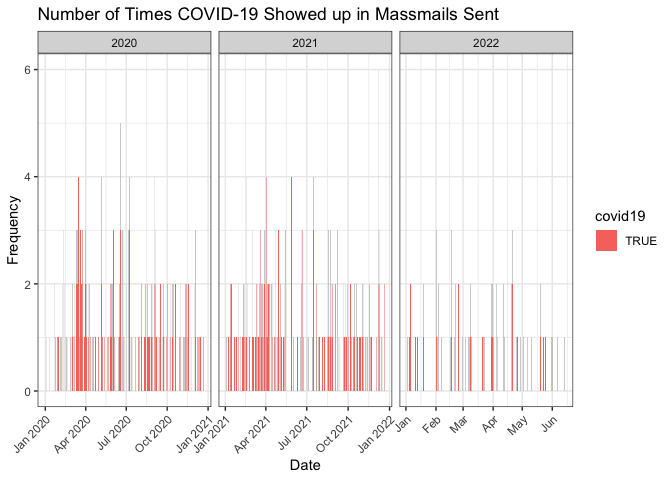 Number of Times COVID-19 Showed up in Massmails Sent
2020 2021 2022
6
4
2
0
Frequency
Jan 2020 Apr 2020 Jul 2020 Oct 2020 Jan 2021 Jan 2021 Apr 2021 Jul 2021 Oct 2021 Jan 2022 Jan Feb Mar Apr May Jun
Date
covid19
TRUE